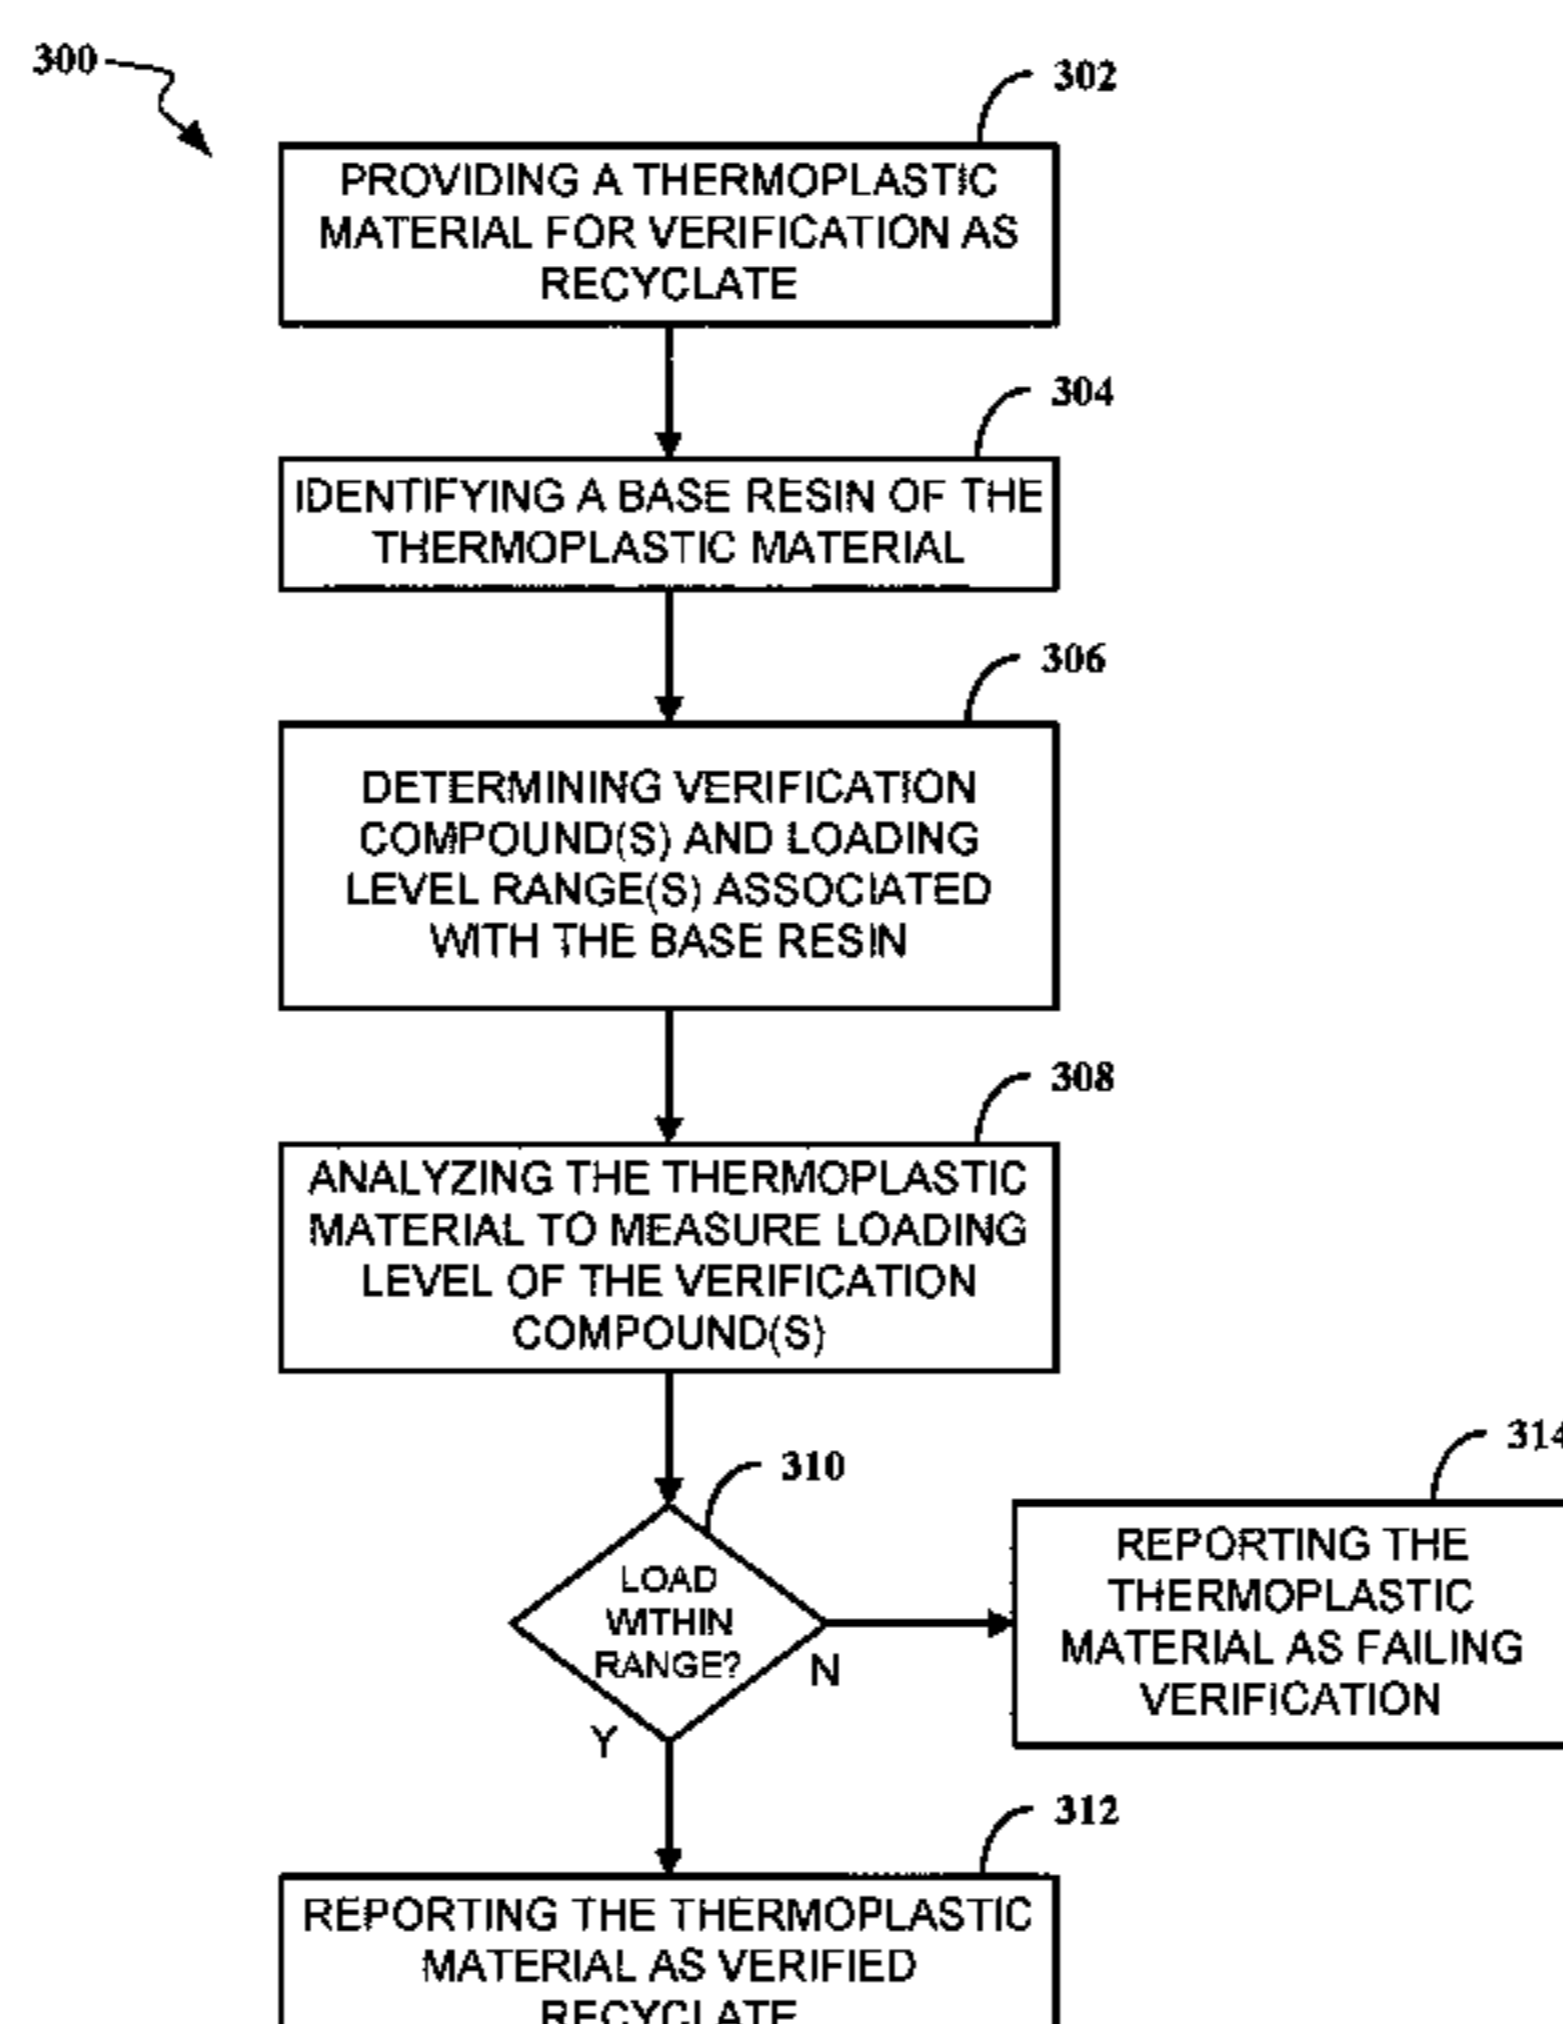 300
302
PROVIDING A THERMOPLASTIC
MATERIAL FOR VERIFICATION AS
RECYCLATE
304
IDENTIFYING A BASE RESIN OF THE
THERMOPLASTIC MATERIAL
306
DETERMINING VERIFICATION
COMPOUND(S) AND LOADING
LEVEL RANGE(S) ASSOCIATED
WITH THE BASE RESIN
308
ANALYZING THE THERMOPLASTIC
MATERIAL TO MEASURE LOADING
LEVEL OF THE VERIFICATION
COMPOUND(S)
310
LOAD
WITHIN
RANGE?
N
Y
314
REPORTING THE
THERMOPLASTIC
MATERIAL AS FAILING
VERIFICATION
312
REPORTING THE THERMOPLASTIC
MATERIAL AS VERIFIED
RECYCLATE